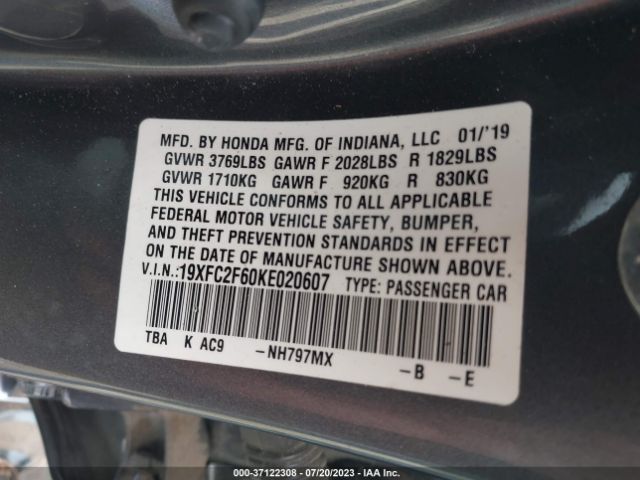 MFD. BY HONDA MFG. OF INDIANA, LLC 01/'19
GVWR 3769LBS GAWR F 2028LBS R 1829LBS
GVWR 1710KG GAWR F 920KG R 830KG
THIS VEHICLE CONFORMS TO ALL APPLICABLE
FEDERAL MOTOR VEHICLE SAFETY, BUMPER,
AND THEFT PREVENTION STANDARDS IN EFFECT
ON THE DATE OF MANUFACTURE SHOWN ABOVE.
V.I.N.:19XFC2F60KE020607 TYPE: PASSENGER CAR
TBA K AC9 -NH797MX -B -E
000-37122308 - 07/20/2023 - IAA Inc.